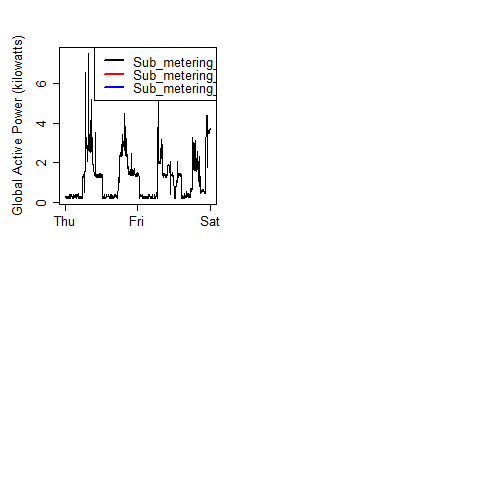 Global Active Power (kilowatts)
6
4
2
0
Sub_metering_
Sub_metering_
Sub_metering_
Thu Fri Sat